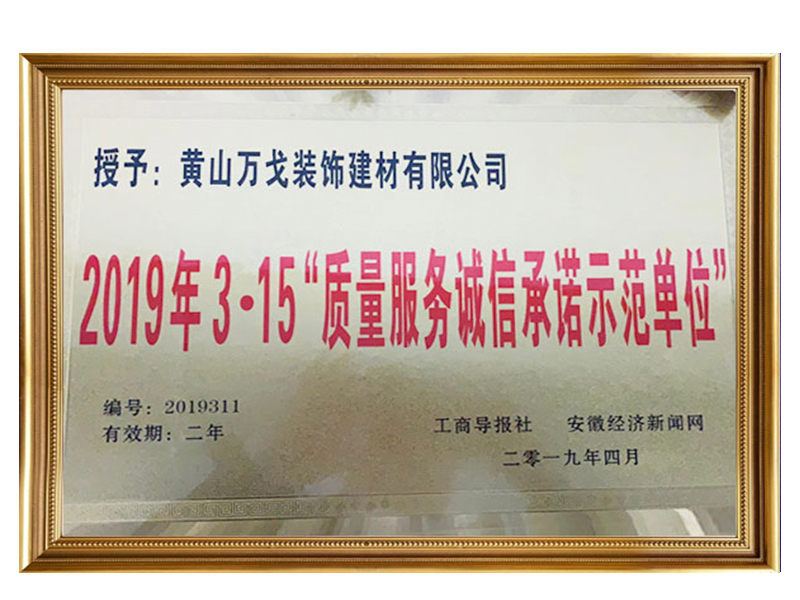 授予：黄山万戈装饰建材有限公司
2019年3·15“质量服务诚信承诺示范单位”
编号：2019311
有效期：二年
工商导报社 安徽经济新闻网
二零一九年四月